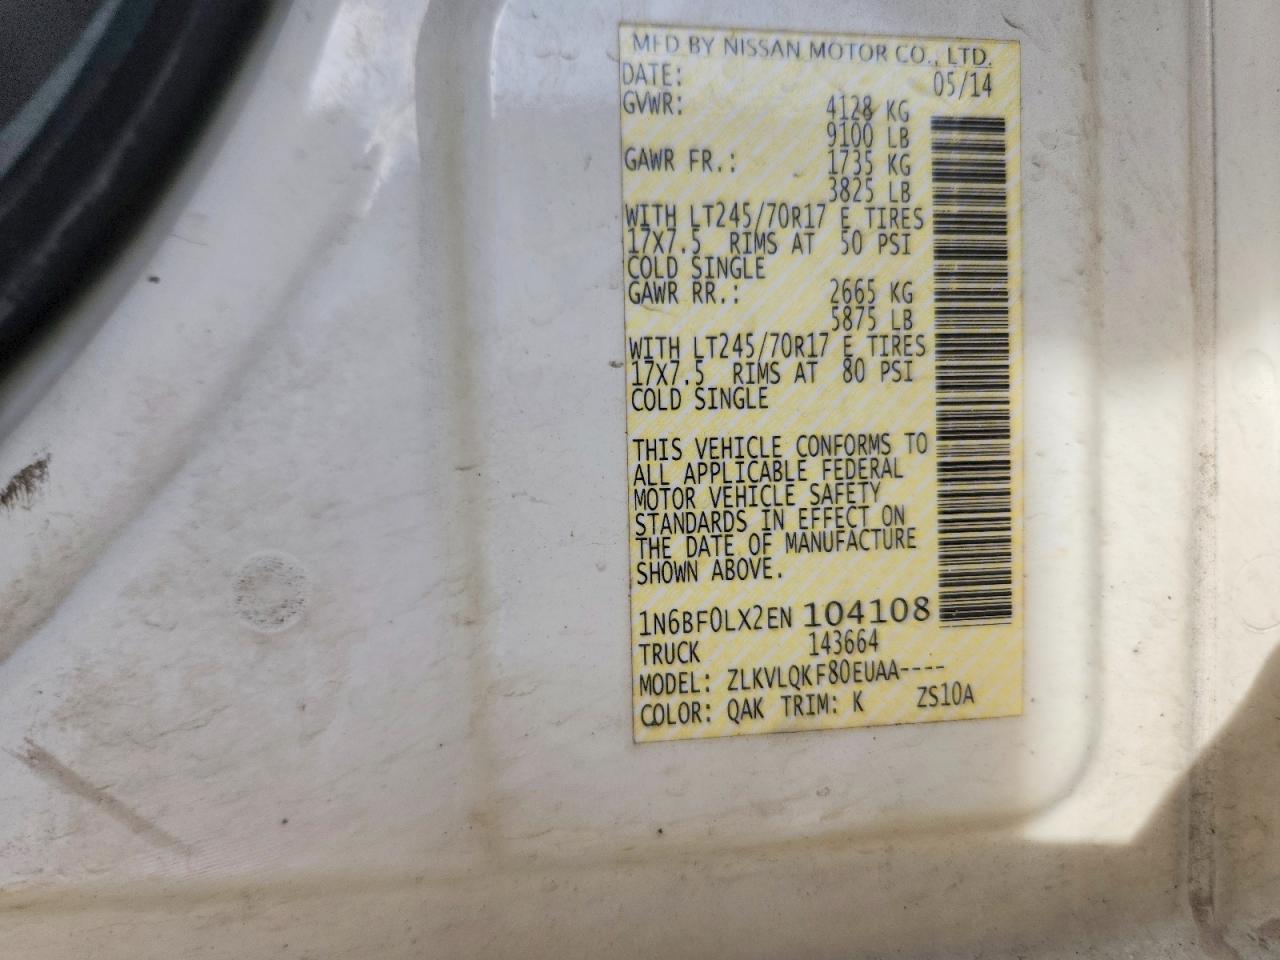 MFD BY NISSAN MOTOR CO., LTD.
DATE: 05/14
GVWR: 4128 KG
9100 LB
GAWR FR.: 1735 KG
3825 LB
WITH LT245/70R17 E TIRES
17X7.5 RIMS AT 50 PSI
COLD SINGLE
GAWR RR.: 2665 KG
5875 LB
WITH LT245/70R17 E TIRES
17X7.5 RIMS AT 80 PSI
COLD SINGLE
THIS VEHICLE CONFORMS TO
ALL APPLICABLE FEDERAL
MOTOR VEHICLE SAFETY
STANDARDS IN EFFECT ON
THE DATE OF MANUFACTURE
SHOWN ABOVE.
1N6BF0LX2EN 104108
TRUCK 143664
MODEL: ZLKVLQKF80EUAA----
COLOR: QAK TRIM: K ZS10A